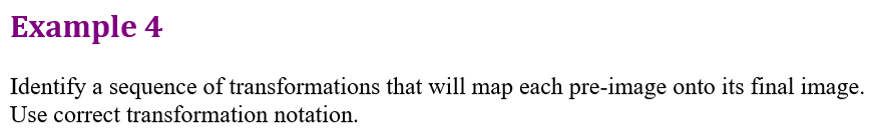 Example 4
Identify a sequence of transformations that will map each pre-image onto its final image.
Use correct transformation notation.